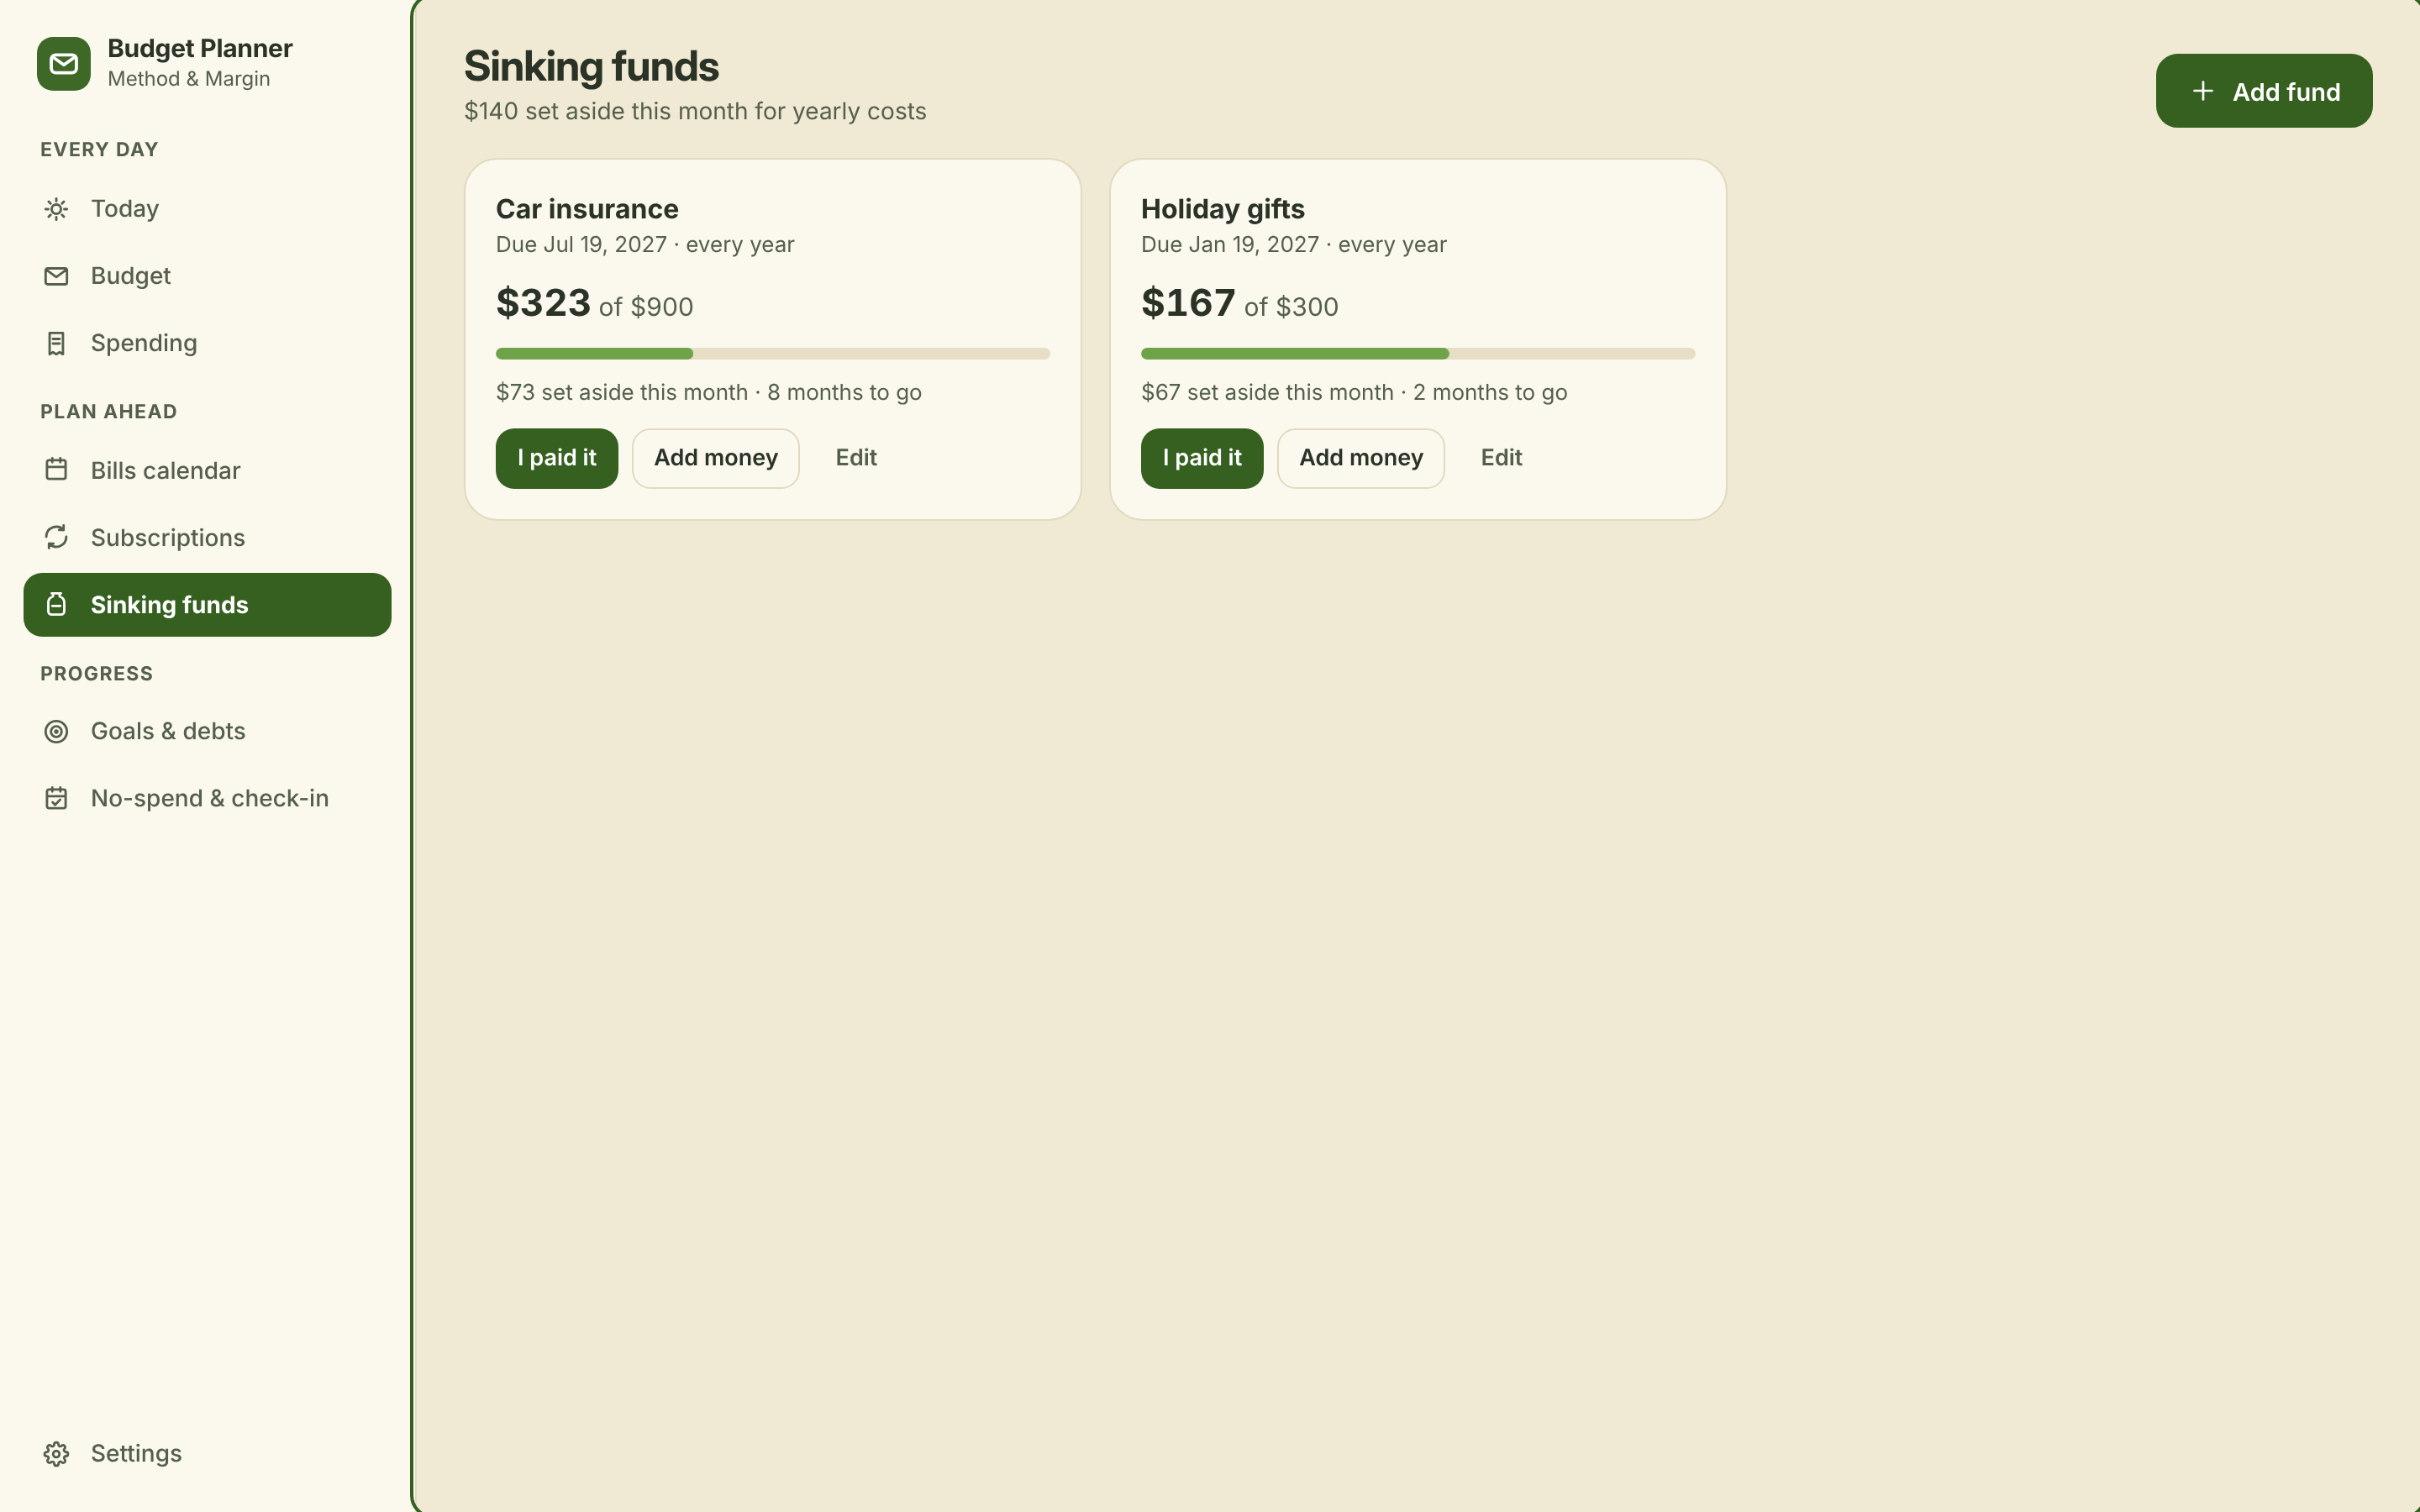 Budget Planner
Method & Margin
EVERY DAY
Today
Budget
Spending
PLAN AHEAD
Bills calendar
Subscriptions
Sinking funds
PROGRESS
Goals & debts
No-spend & check-in
Settings
Sinking funds
$140 set aside this month for yearly costs
Add fund
Car insurance
Due Jul 19, 2027 · every year
$323 of $900
$73 set aside this month · 8 months to go
I paid it Add money Edit
Holiday gifts
Due Jan 19, 2027 · every year
$167 of $300
$67 set aside this month · 2 months to go
I paid it Add money Edit